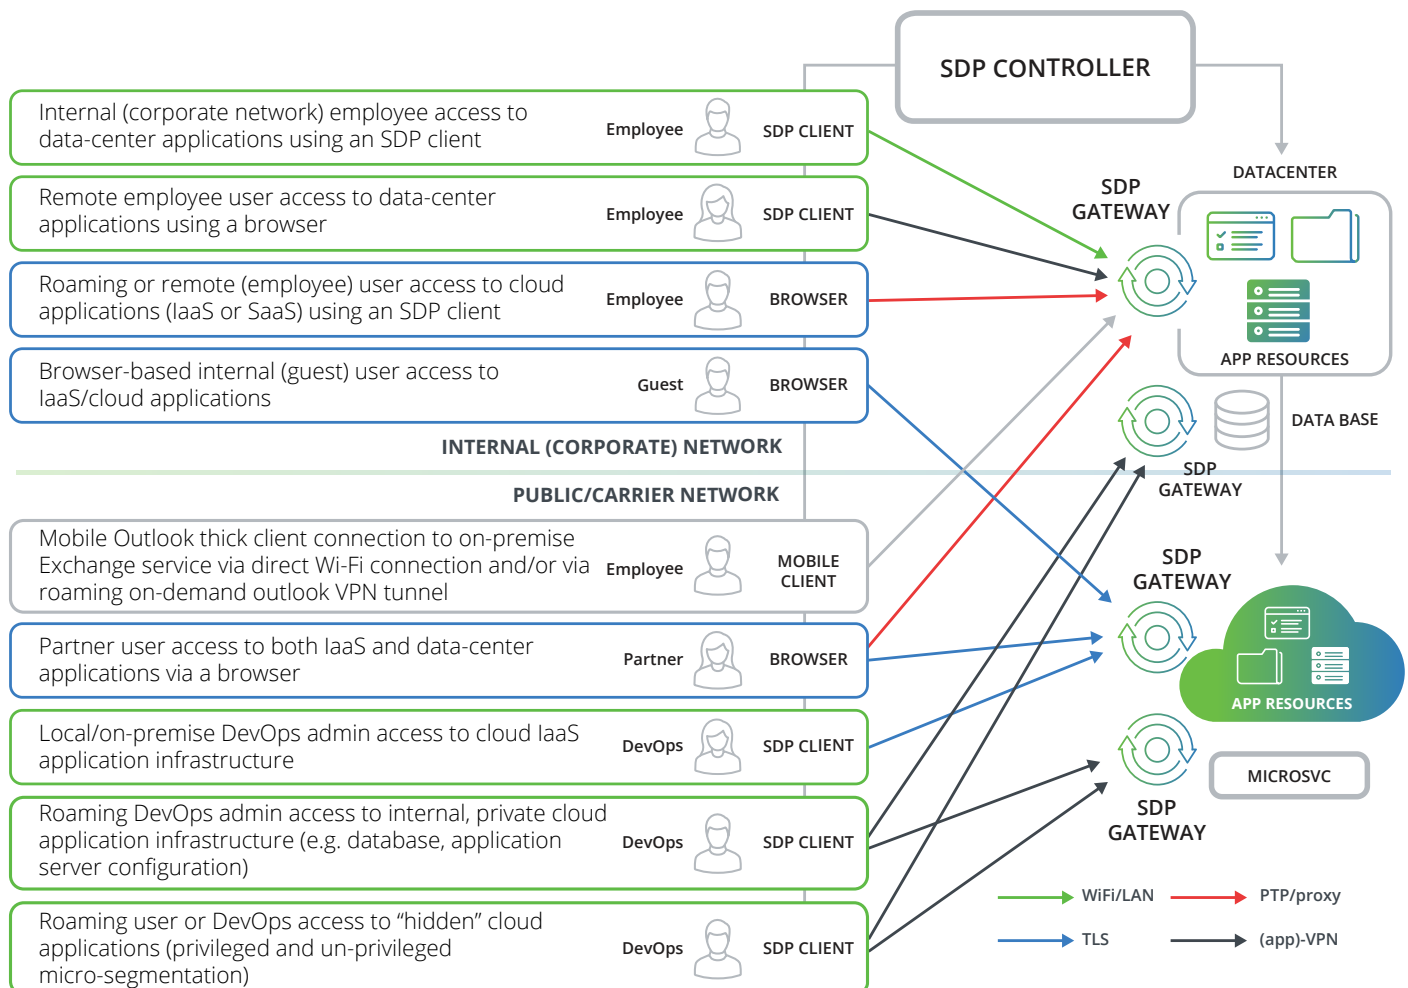 SDP CONTROLLER
Internal (corporate network) employee access to
data-center applications using an SDP client
Employee
SDP CLIENT
Remote employee user access to data-center
applications using a browser
Employee
SDP CLIENT
Roaming or remote (employee) user access to cloud
applications (IaaS or SaaS) using an SDP client
Employee
BROWSER
Browser-based internal (guest) user access to
IaaS/cloud applications
Guest
BROWSER
INTERNAL (CORPORATE) NETWORK
PUBLIC/CARRIER NETWORK
Mobile Outlook thick client connection to on-premise
Exchange service via direct Wi-Fi connection and/or via
roaming on-demand outlook VPN tunnel
Employee
MOBILE
CLIENT
Partner user access to both IaaS and data-center
applications via a browser
Partner
BROWSER
Local/on-premise DevOps admin access to cloud IaaS
application infrastructure
DevOps
SDP CLIENT
Roaming DevOps admin access to internal, private cloud
application infrastructure (e.g. database, application
server configuration)
DevOps
SDP CLIENT
Roaming user or DevOps access to “hidden” cloud
applications (privileged and un-privileged
micro-segmentation)
DevOps
SDP CLIENT
DATACENTER
SDP
GATEWAY
APP RESOURCES
DATA BASE
SDP
GATEWAY
SDP
GATEWAY
APP RESOURCES
MICROSVC
SDP
GATEWAY
WiFi/LAN
PTP/proxy
TLS
(app)-VPN